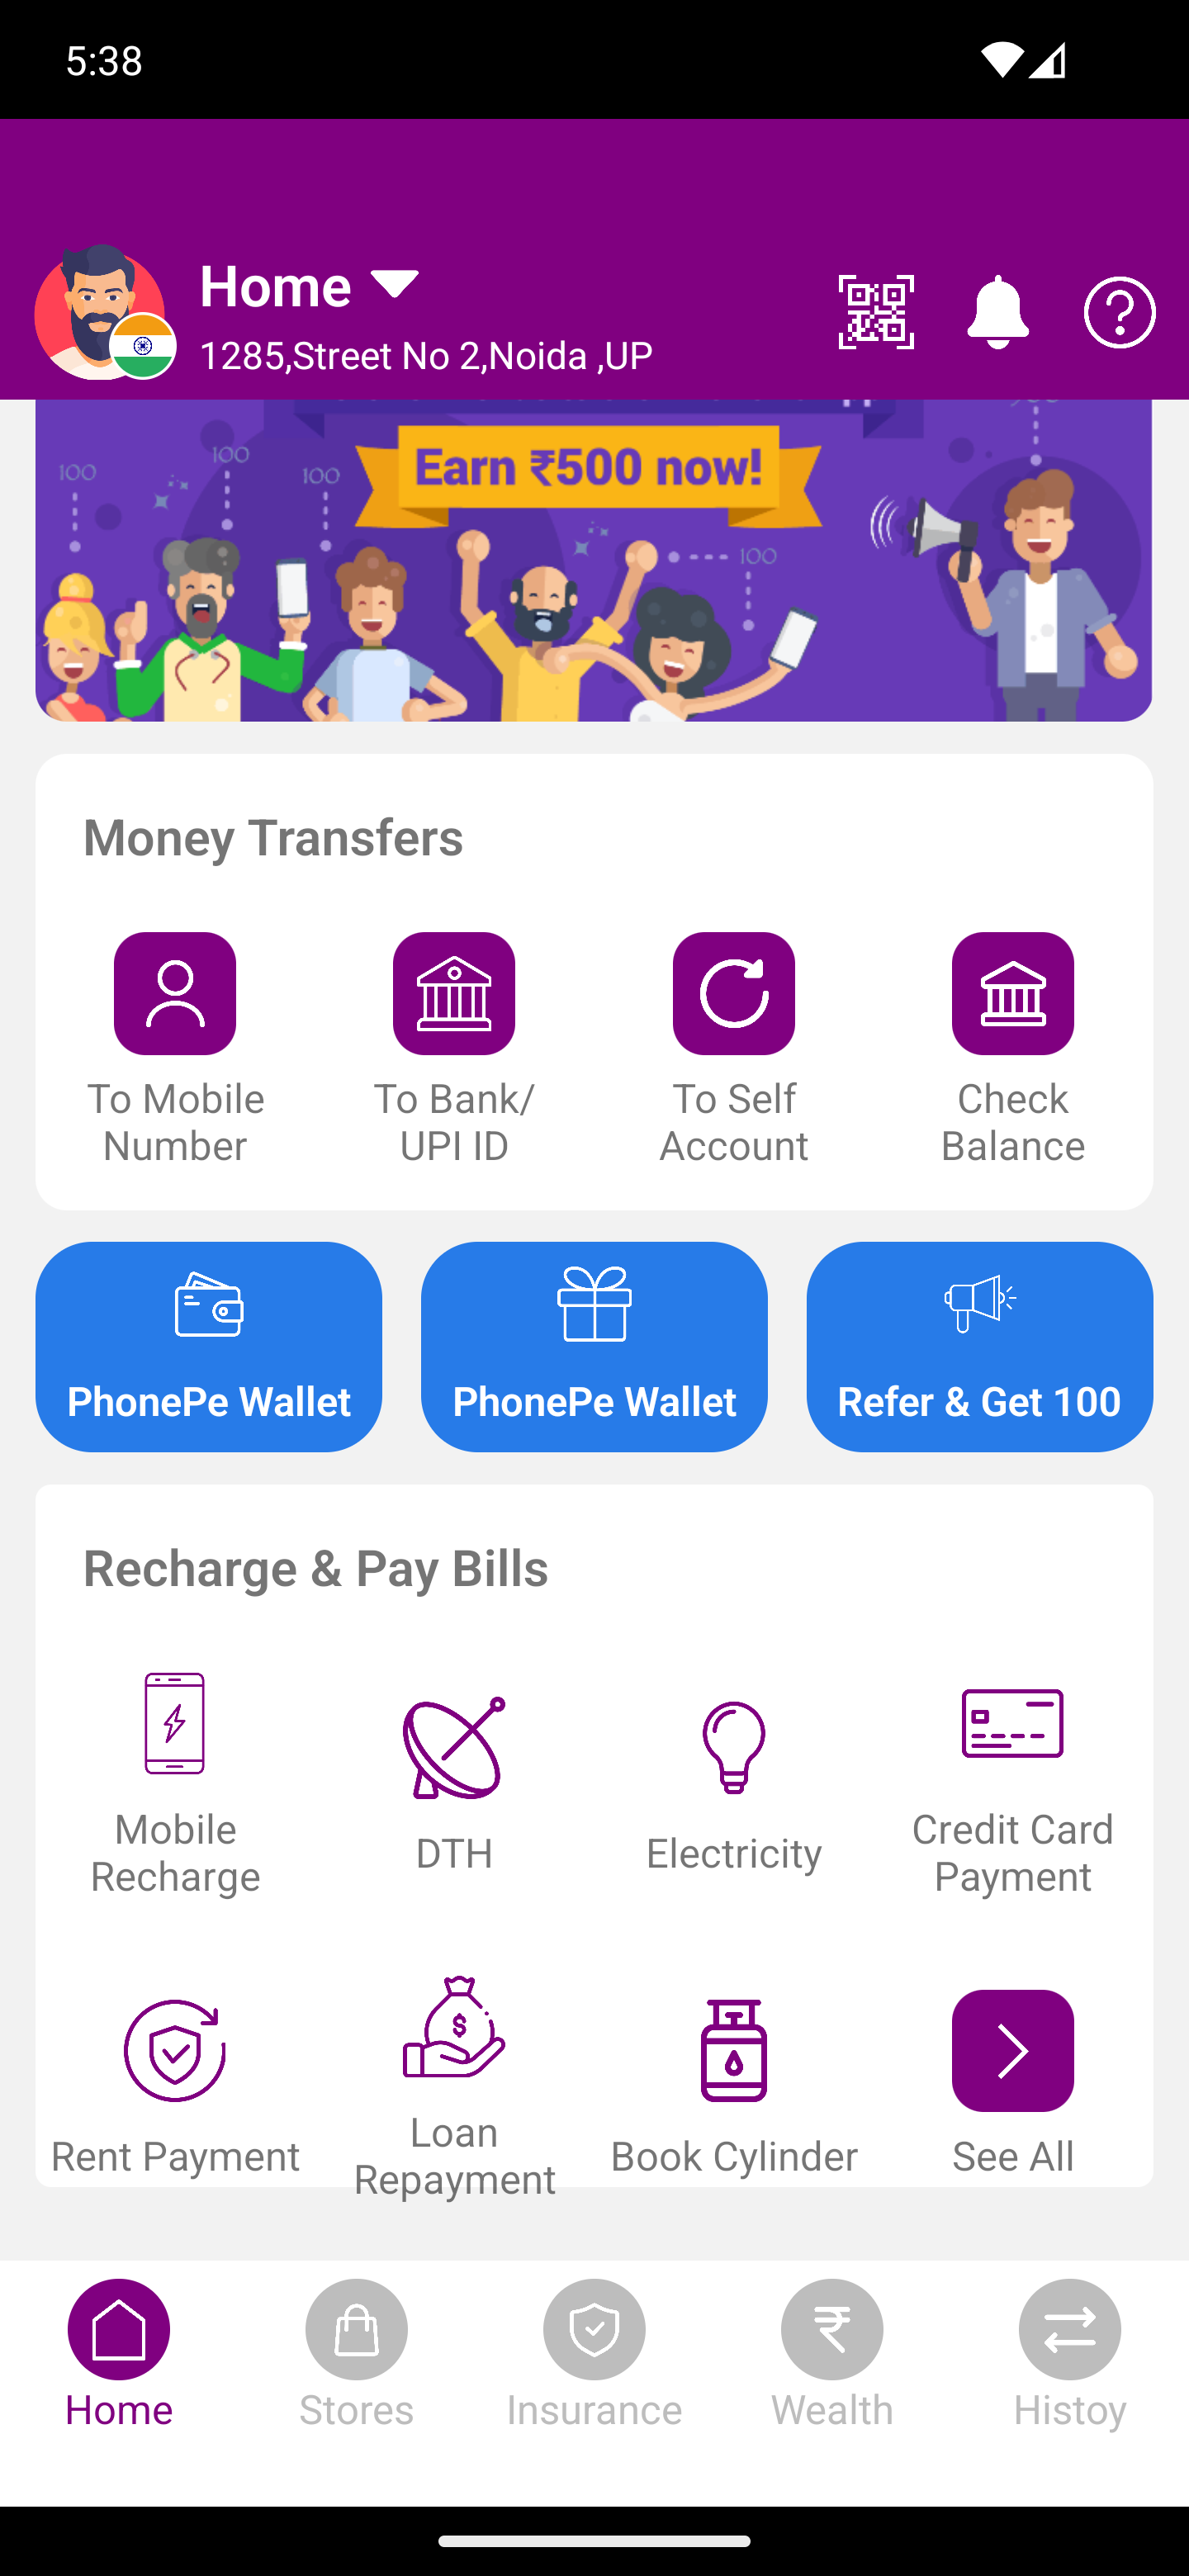 5:38
Home
1285,Street No 2,Noida ,UP
Earn ₹500 now!
100
100
100
100
Money Transfers
To Mobile
Number
To Bank/
UPI ID
To Self
Account
Check
Balance
PhonePe Wallet
PhonePe Wallet
Refer & Get 100
Recharge & Pay Bills
Mobile
Recharge
DTH
Electricity
Credit Card
Payment
Rent Payment
Loan
Repayment
Book Cylinder
See All
Home
Stores
Insurance
Wealth
Histoy